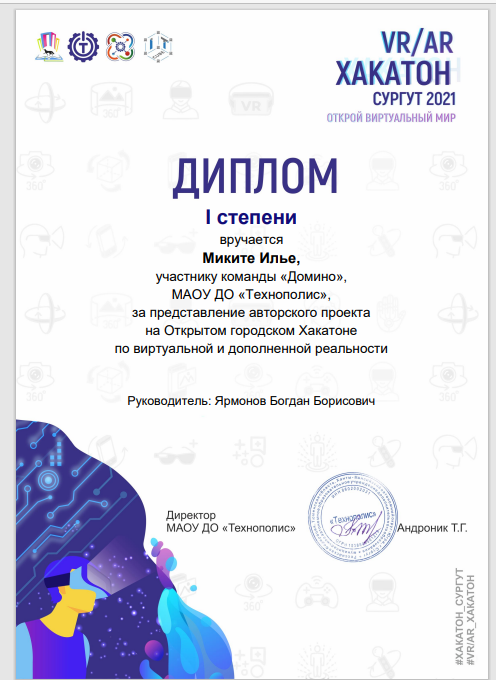 VR/AR
ХАКАТОН
СУРГУТ 2021
ОТКРОЙ ВИРТУАЛЬНЫЙ МИР
ДИПЛОМ
I степени
вручается
Миките Илье,
участнику команды «Домино»,
МАОУ ДО «Технополис»,
за представление авторского проекта
на Открытом городском Хакатоне
по виртуальной и дополненной реальности
Руководитель: Ярмонов Богдан Борисович
Директор
МАОУ ДО «Технополис»
«Технополис»
Андроник Т.Г.
#ХАКАТОН_СУРГУТ
#VR/AR_ХАКАТОН